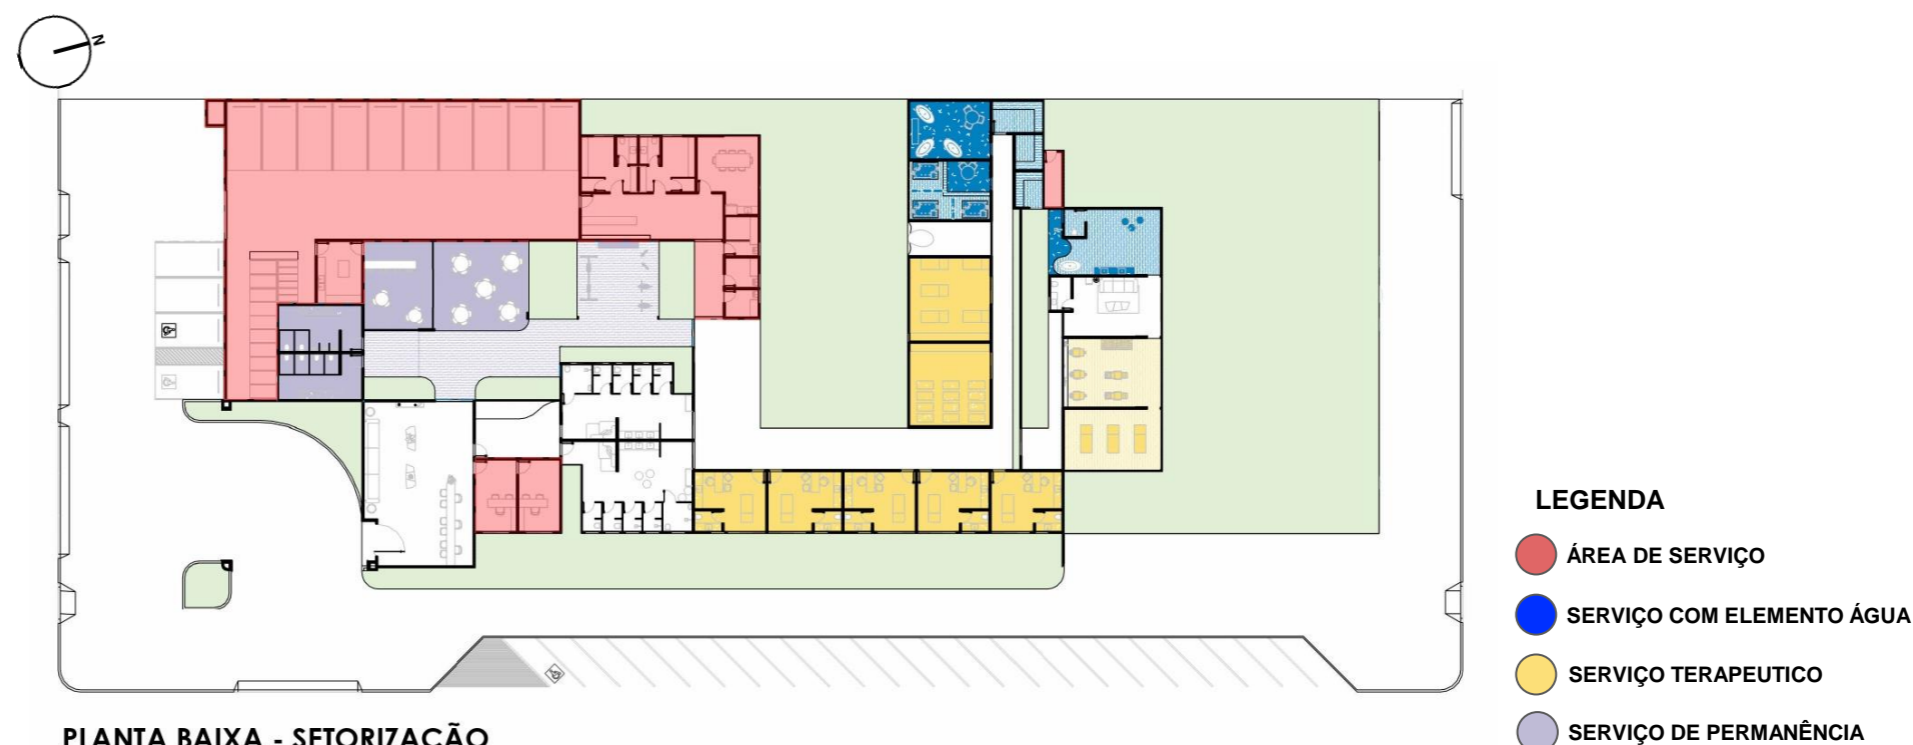 N
LEGENDA
ÁREA DE SERVIÇO
SERVIÇO COM ELEMENTO ÁGUA
SERVIÇO TERAPEUTICO
SERVIÇO DE PERMANÊNCIA
PLANTA BAIXA - SETORIZAÇÃO